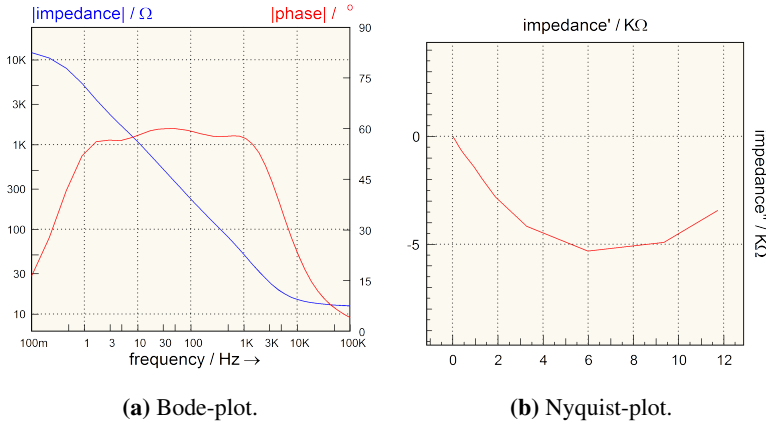 |impedance| / Ω |phase| / °
90
10K
75
3K
60
1K
300
45
100
30
30
15
10
0
100m 1 3 10 30 100 1K 3K 10K 100K
frequency / Hz →
(a) Bode-plot.
impedance' / KΩ
0
-5
impedance'' / KΩ
0 2 4 6 8 10 12
(b) Nyquist-plot.